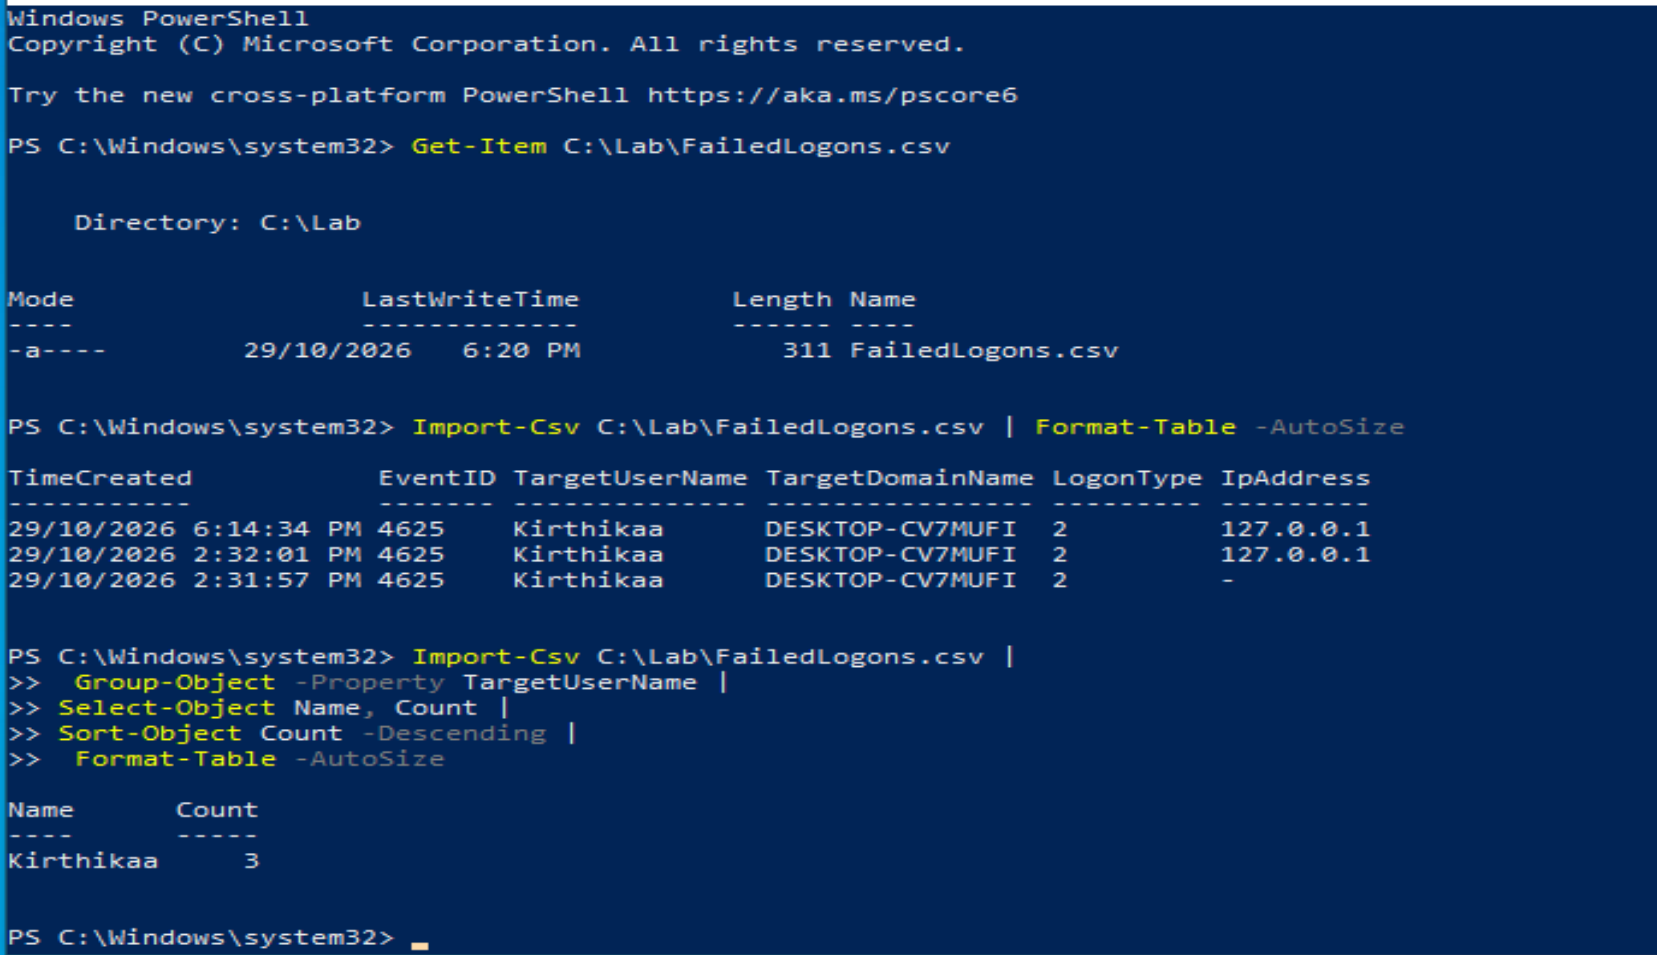 Windows PowerShell
Copyright (C) Microsoft Corporation. All rights reserved.
Try the new cross-platform PowerShell https://aka.ms/pscore6
PS C:\Windows\system32> Get-Item C:\Lab\FailedLogons.csv
    Directory: C:\Lab
Mode                 LastWriteTime         Length Name
----                 -------------         ------ ----
-a----        29/10/2026   6:20 PM            311 FailedLogons.csv
PS C:\Windows\system32> Import-Csv C:\Lab\FailedLogons.csv | Format-Table -AutoSize
TimeCreated           EventID TargetUserName TargetDomainName LogonType IpAddress
-----------           ------- -------------- ---------------- --------- ---------
29/10/2026 6:14:34 PM 4625    Kirthikaa      DESKTOP-CV7MUFI  2         127.0.0.1
29/10/2026 2:32:01 PM 4625    Kirthikaa      DESKTOP-CV7MUFI  2         127.0.0.1
29/10/2026 2:31:57 PM 4625    Kirthikaa      DESKTOP-CV7MUFI  2         -
PS C:\Windows\system32> Import-Csv C:\Lab\FailedLogons.csv |
>>  Group-Object -Property TargetUserName |
>> Select-Object Name, Count |
>> Sort-Object Count -Descending |
>>  Format-Table -AutoSize
Name      Count
----      -----
Kirthikaa     3
PS C:\Windows\system32>